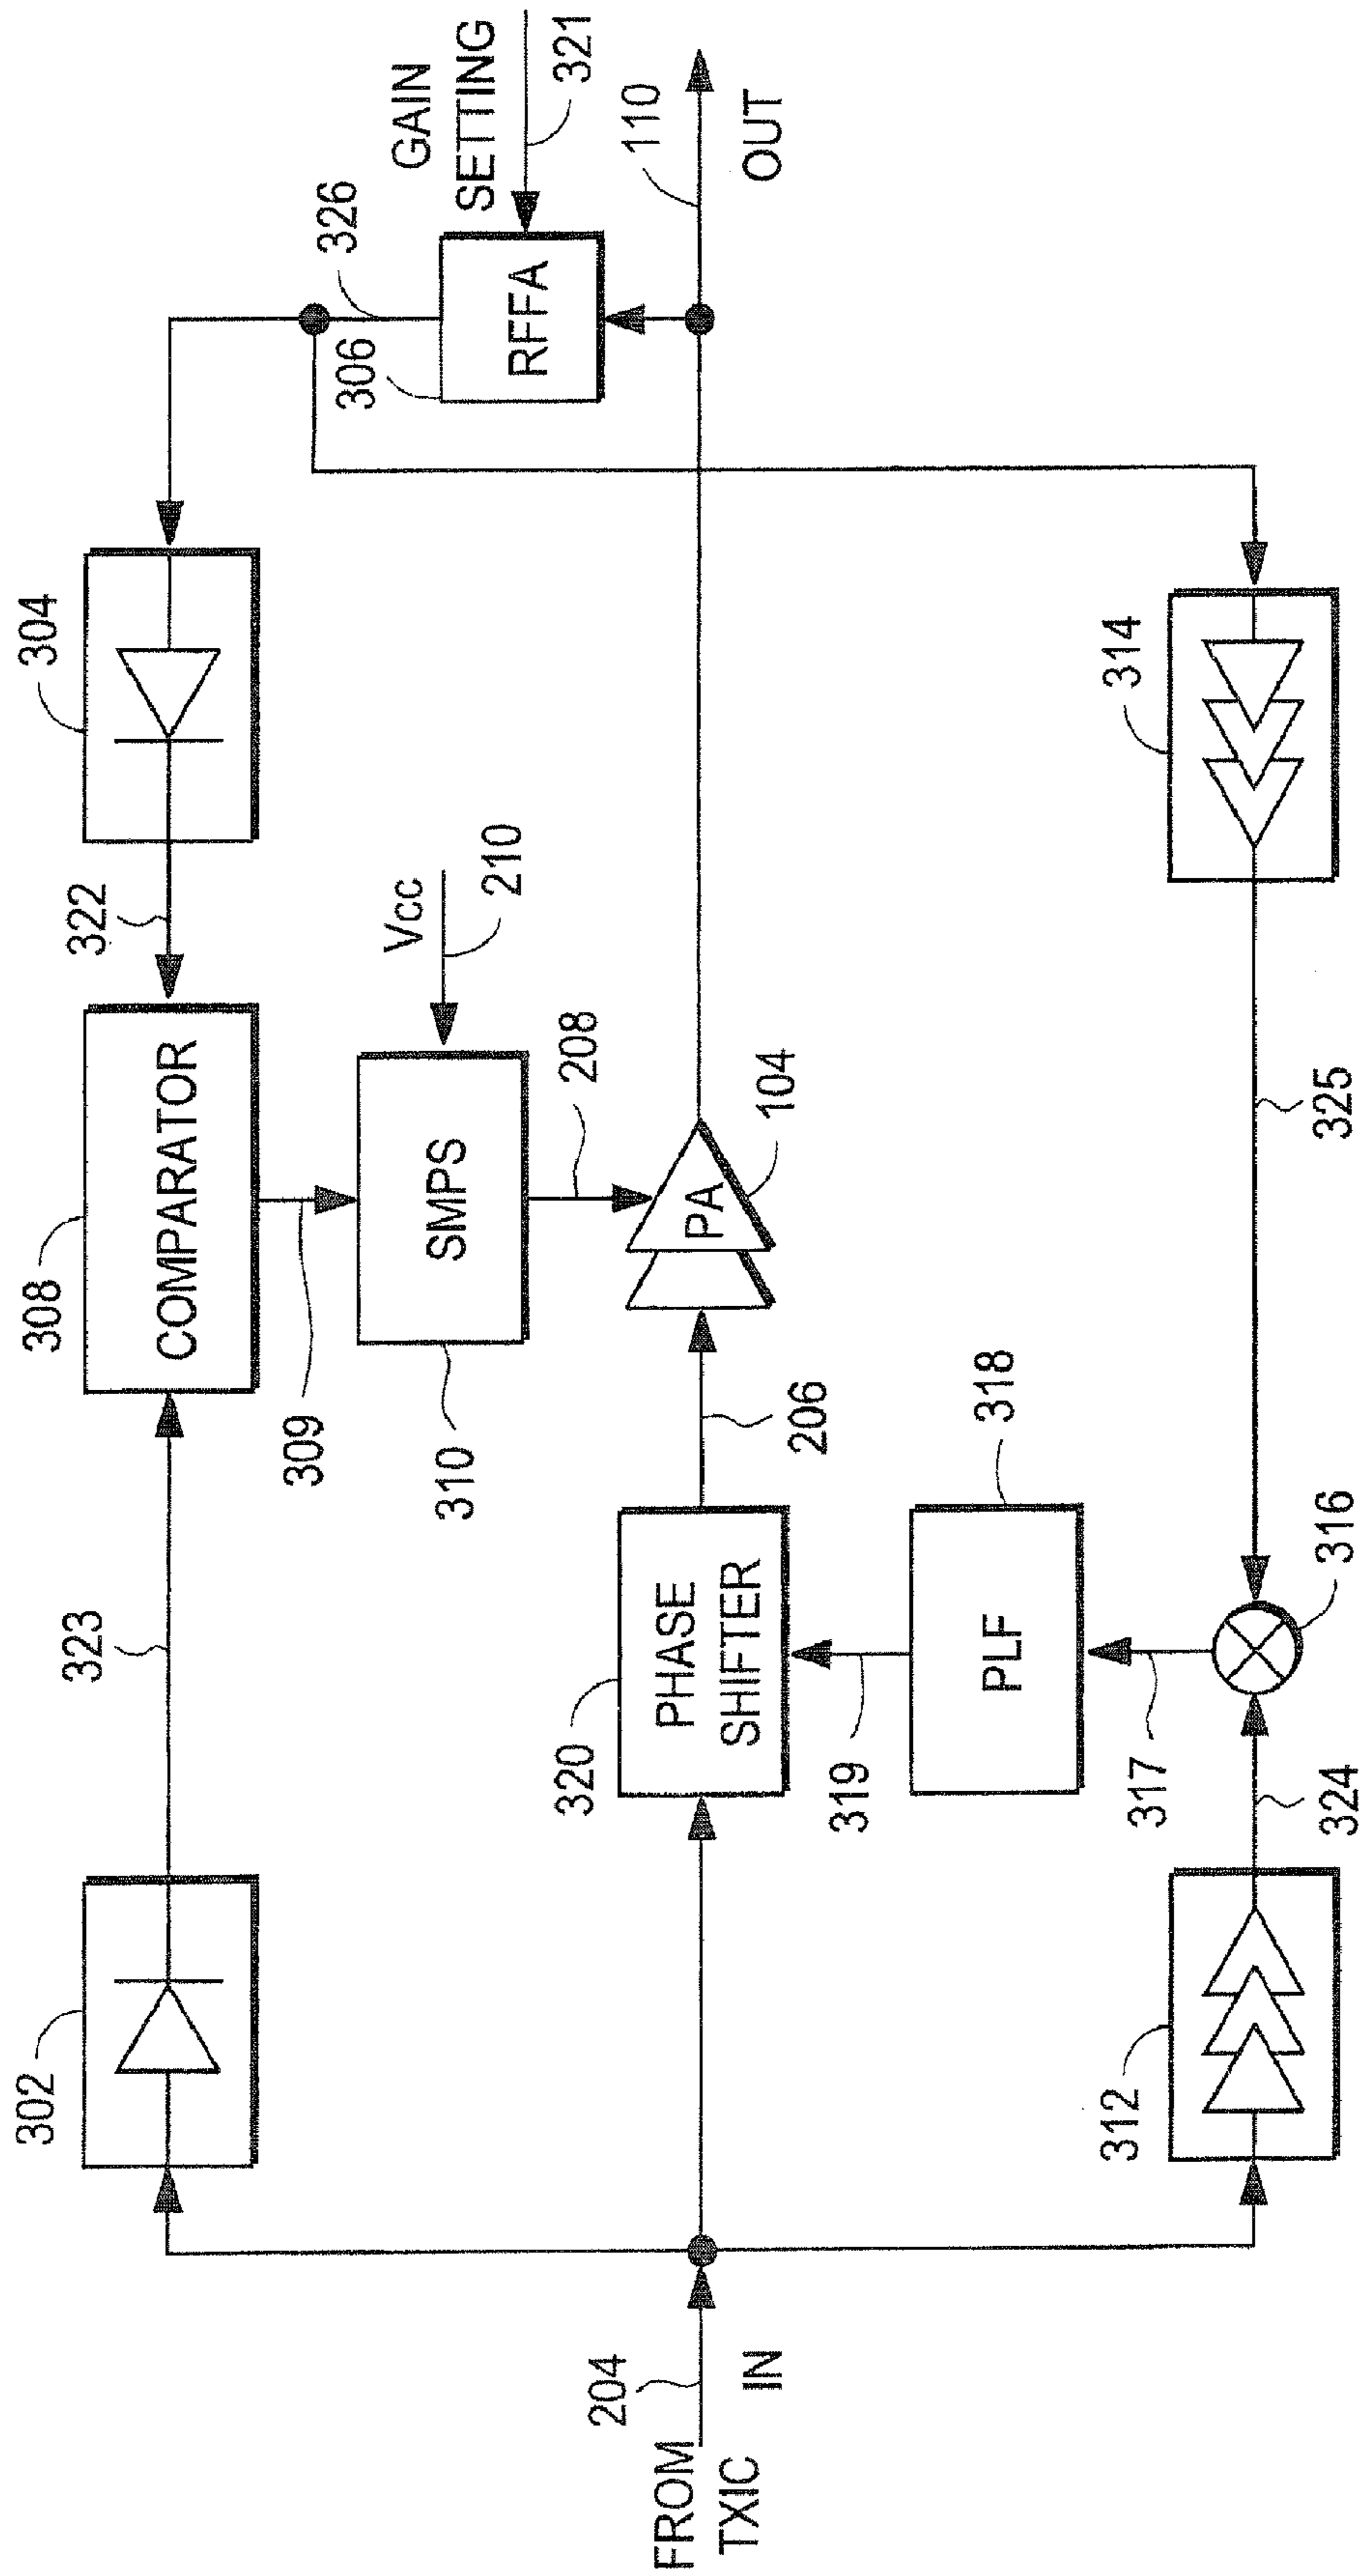 302
323
308
COMPARATOR
322
304
309
310
SMPS
Vcc
210
208
326
306
RFFA
GAIN
SETTING
321
FROM
TXIC
204
IN
320
PHASE
SHIFTER
206
PA
104
110
OUT
319
PLF
318
317
312
324
316
325
314